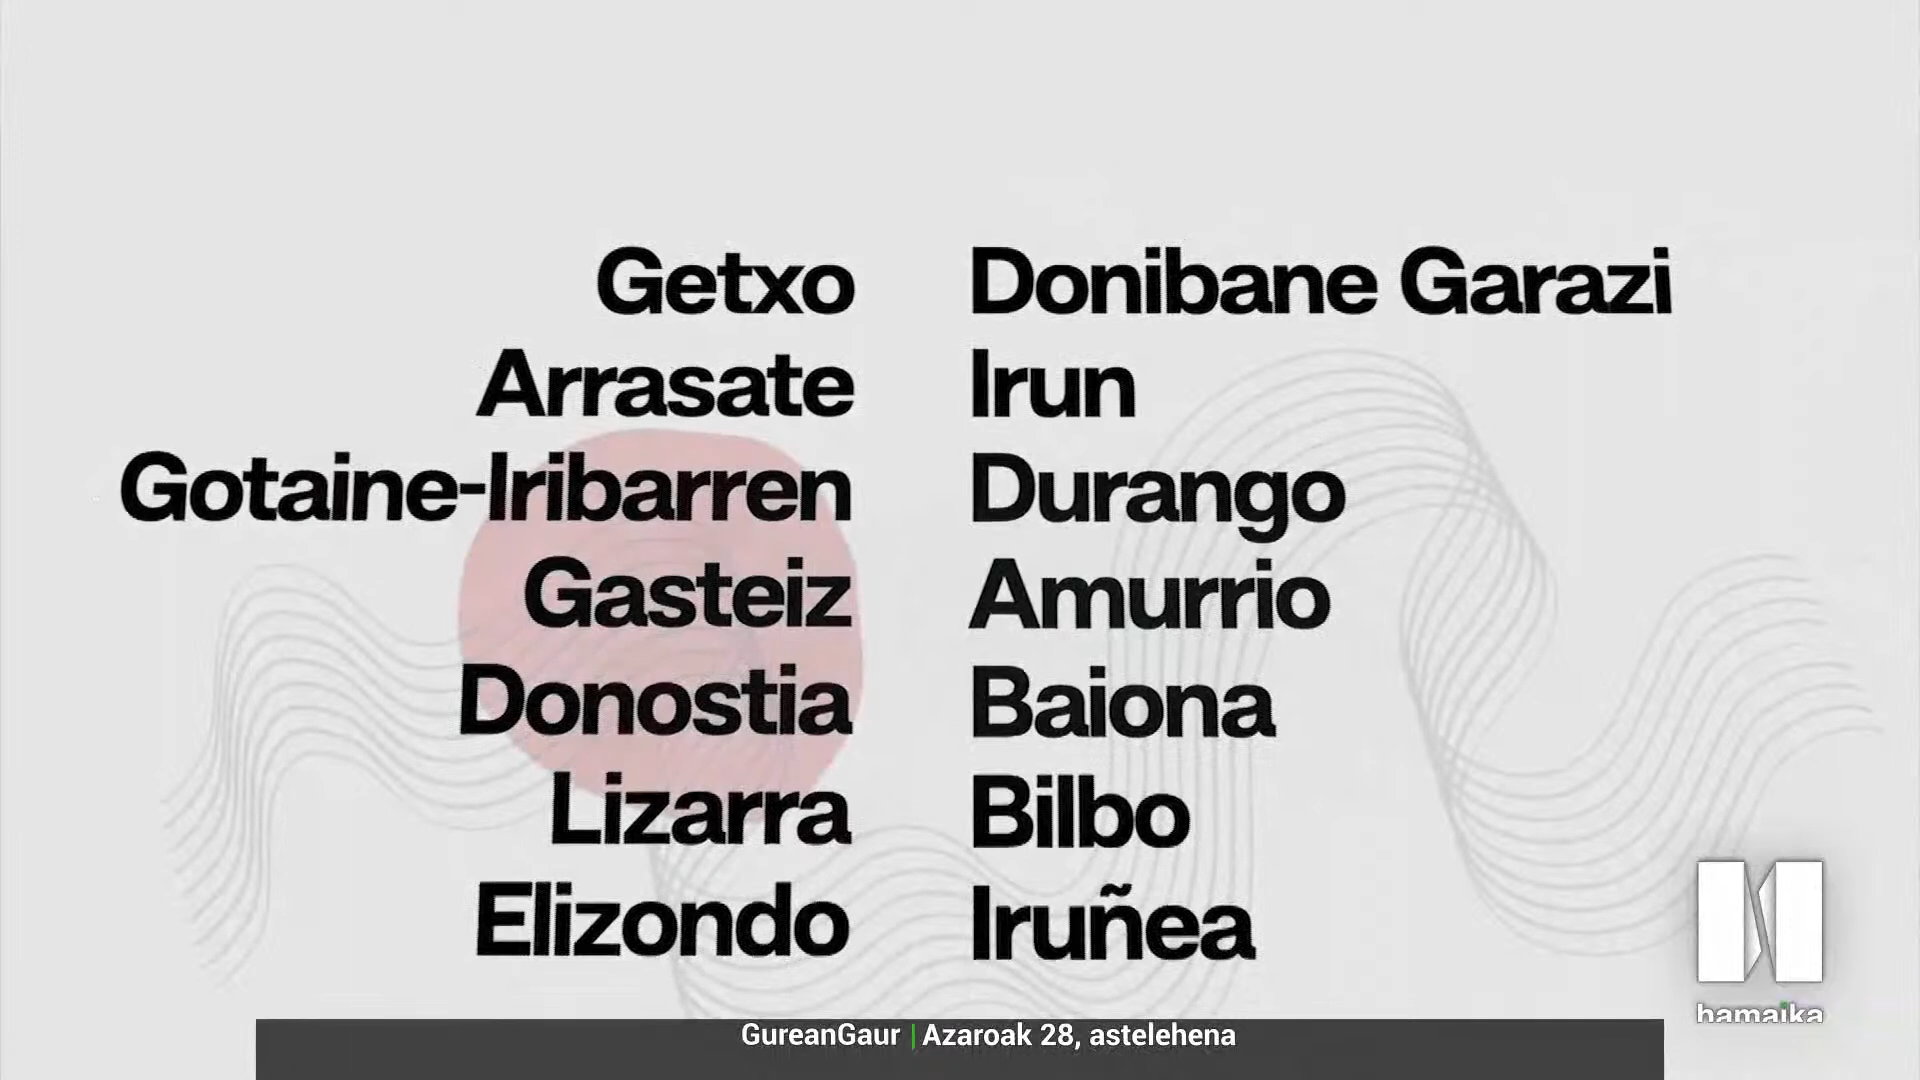 Getxo
Arrasate
Gotaine-Iribarren
Gasteiz
Donostia
Lizarra
Elizondo
Donibane Garazi
Irun
Durango
Amurrio
Baiona
Bilbo
Iruñea
hamaika
GureanGaur | Azaroak 28, astelehena